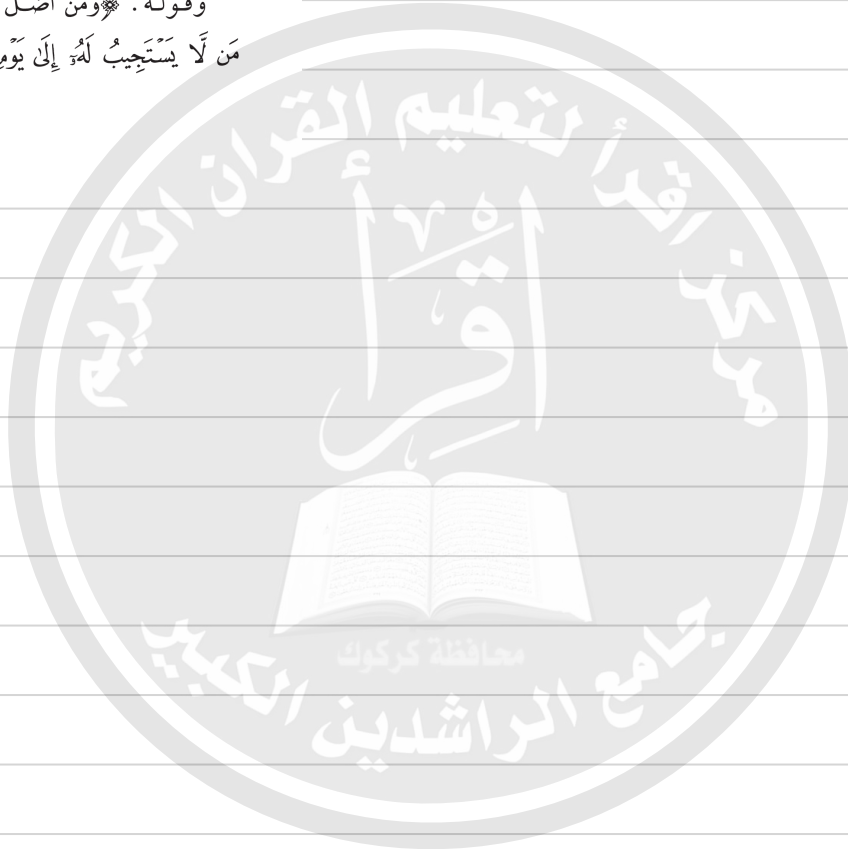 وقوله: ﴿ومن أضل
مَن لَّا يَسْتَجِيبُ لَهُۥٓ إِلَىٰ
مركز اقرأ لتعليم القرآن الكريم
اقرأ
محافظة كركوك
جامع الراشدين الكبير